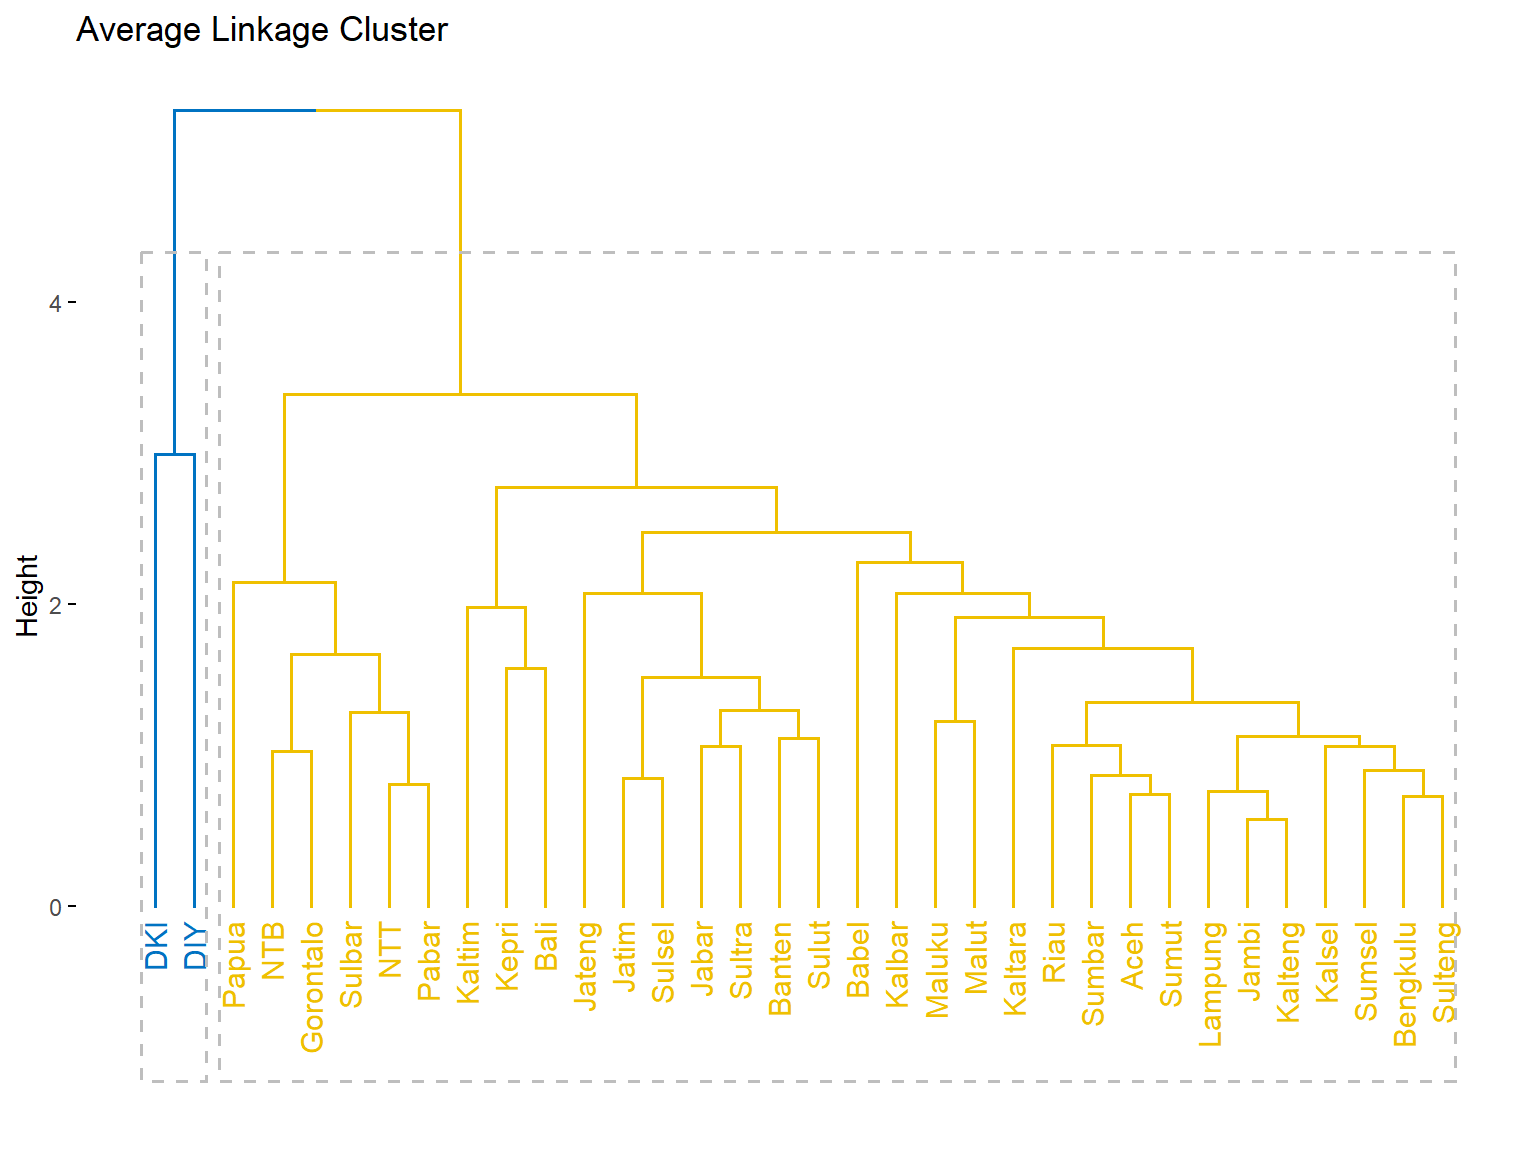 Average Linkage Cluster
Height
4
2
0
DKI
DIY
Papua
NTB
Gorontalo
Sulbar
NTT
Pabar
Kaltim
Kepri
Bali
Jateng
Jatim
Sulsel
Jabar
Sultra
Banten
Sulut
Babel
Kalbar
Maluku
Malut
Kaltara
Riau
Sumbar
Aceh
Sumut
Lampung
Jambi
Kalteng
Kalsel
Sumsel
Bengkulu
Sulteng